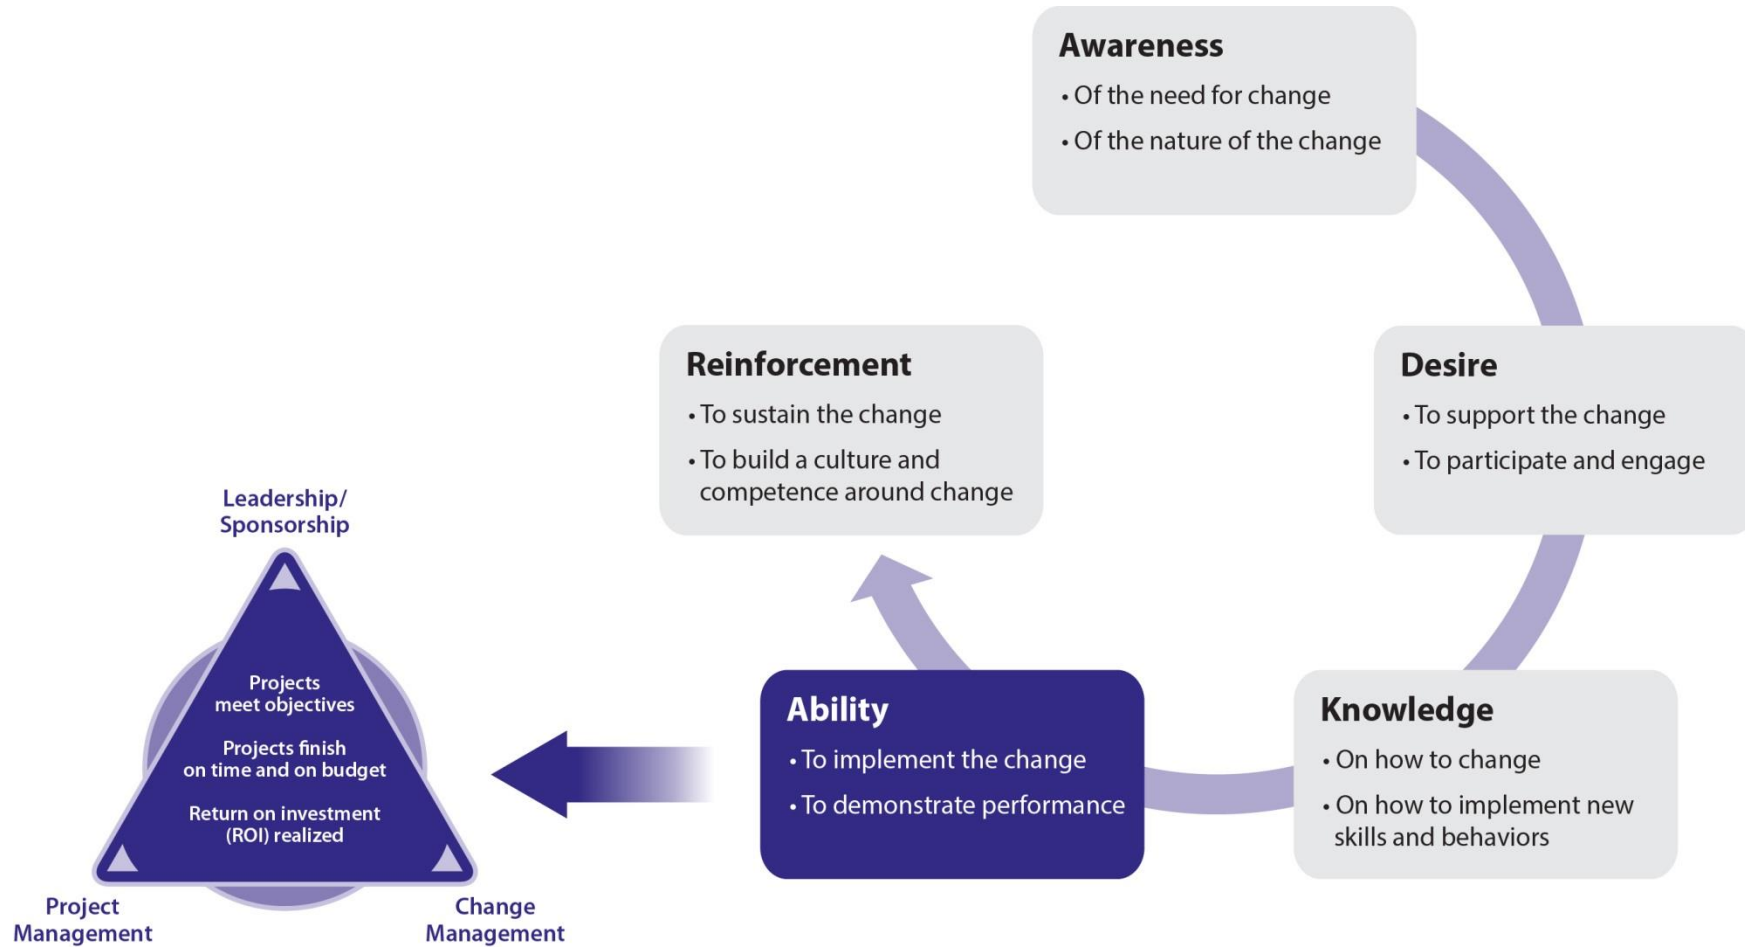 Awareness
• Of the need for change
• Of the nature of the change
Desire
• To support the change
• To participate and engage
Knowledge
• On how to change
• On how to implement new
skills and behaviors
Ability
• To implement the change
• To demonstrate performance
Reinforcement
• To sustain the change
• To build a culture and
competence around change
Leadership/
Sponsorship
Projects
meet objectives
Projects finish
on time and on budget
Return on investment
(ROI) realized
Project
Management
Change
Management